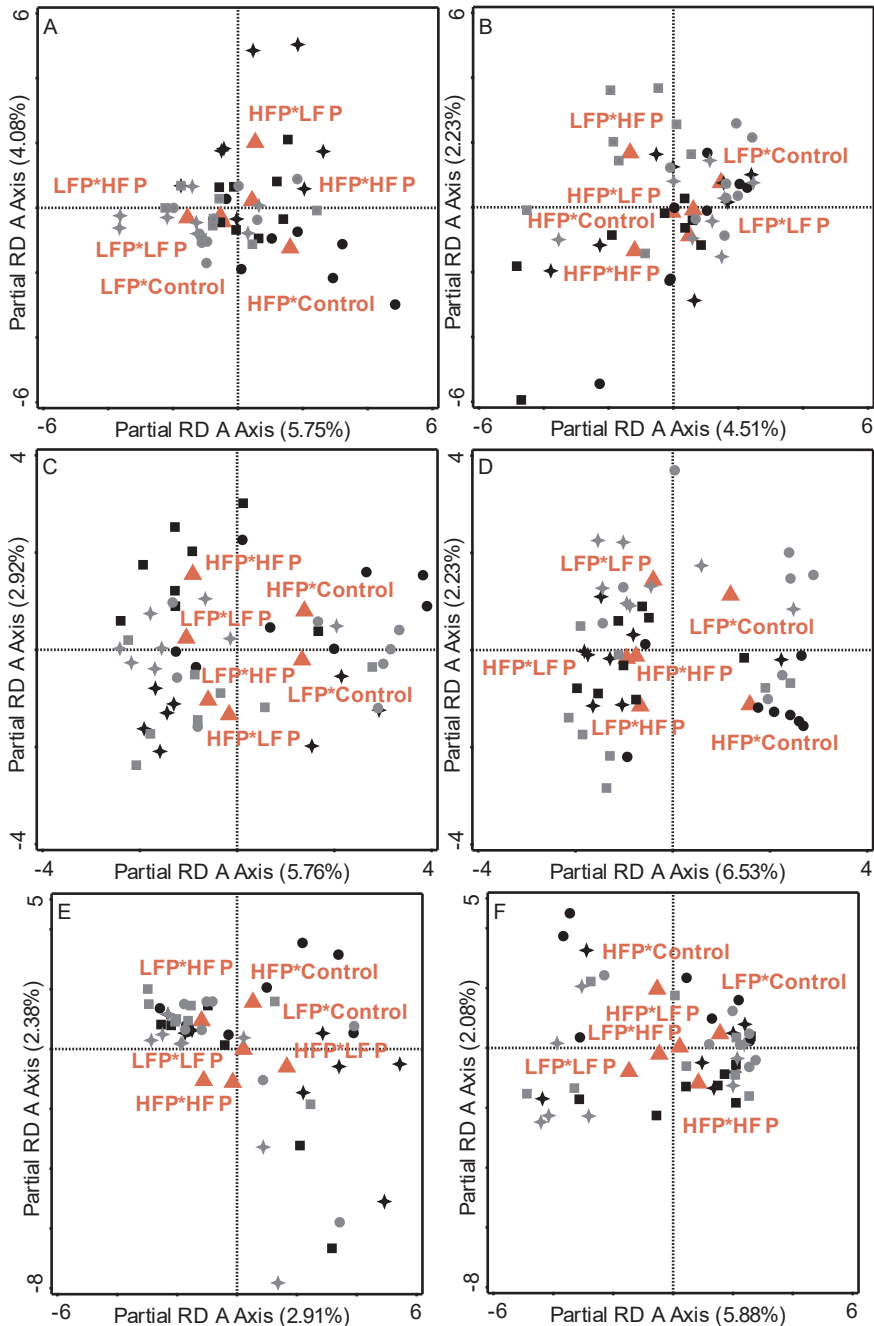 A
6
Partial RD A Axis (4.08%)
HFP*LF P
LFP*HF P
HFP*HF P
LFP*LF P
LFP*Control
HFP*Control
-6
-6
Partial RD A Axis (5.75%)
6
B
6
Partial RD A Axis (2.23%)
LFP*HF P
LFP*Control
HFP*LF P
HFP*Control
LFP*LF P
HFP*HF P
-6
-6
Partial RD A Axis (4.51%)
6
C
4
Partial RD A Axis (2.92%)
HFP*HF P
HFP*Control
LFP*LF P
LFP*HF P
LFP*Control
HFP*LF P
-4
-4
Partial RD A Axis (5.76%)
4
D
4
Partial RD A Axis (2.23%)
LFP*LF P
LFP*Control
HFP*LF P
HFP*HF P
LFP*HF P
HFP*Control
-4
-4
Partial RD A Axis (6.53%)
4
E
5
Partial RD A Axis (2.38%)
LFP*HF P
HFP*Control
LFP*Control
LFP*LF P
HFP*LF P
HFP*HF P
-8
-6
Partial RD A Axis (2.91%)
6
F
5
Partial RD A Axis (2.08%)
HFP*Control
LFP*Control
HFP*LF P
LFP*HF P
LFP*LF P
HFP*HF P
-8
-6
Partial RD A Axis (5.88%)
6